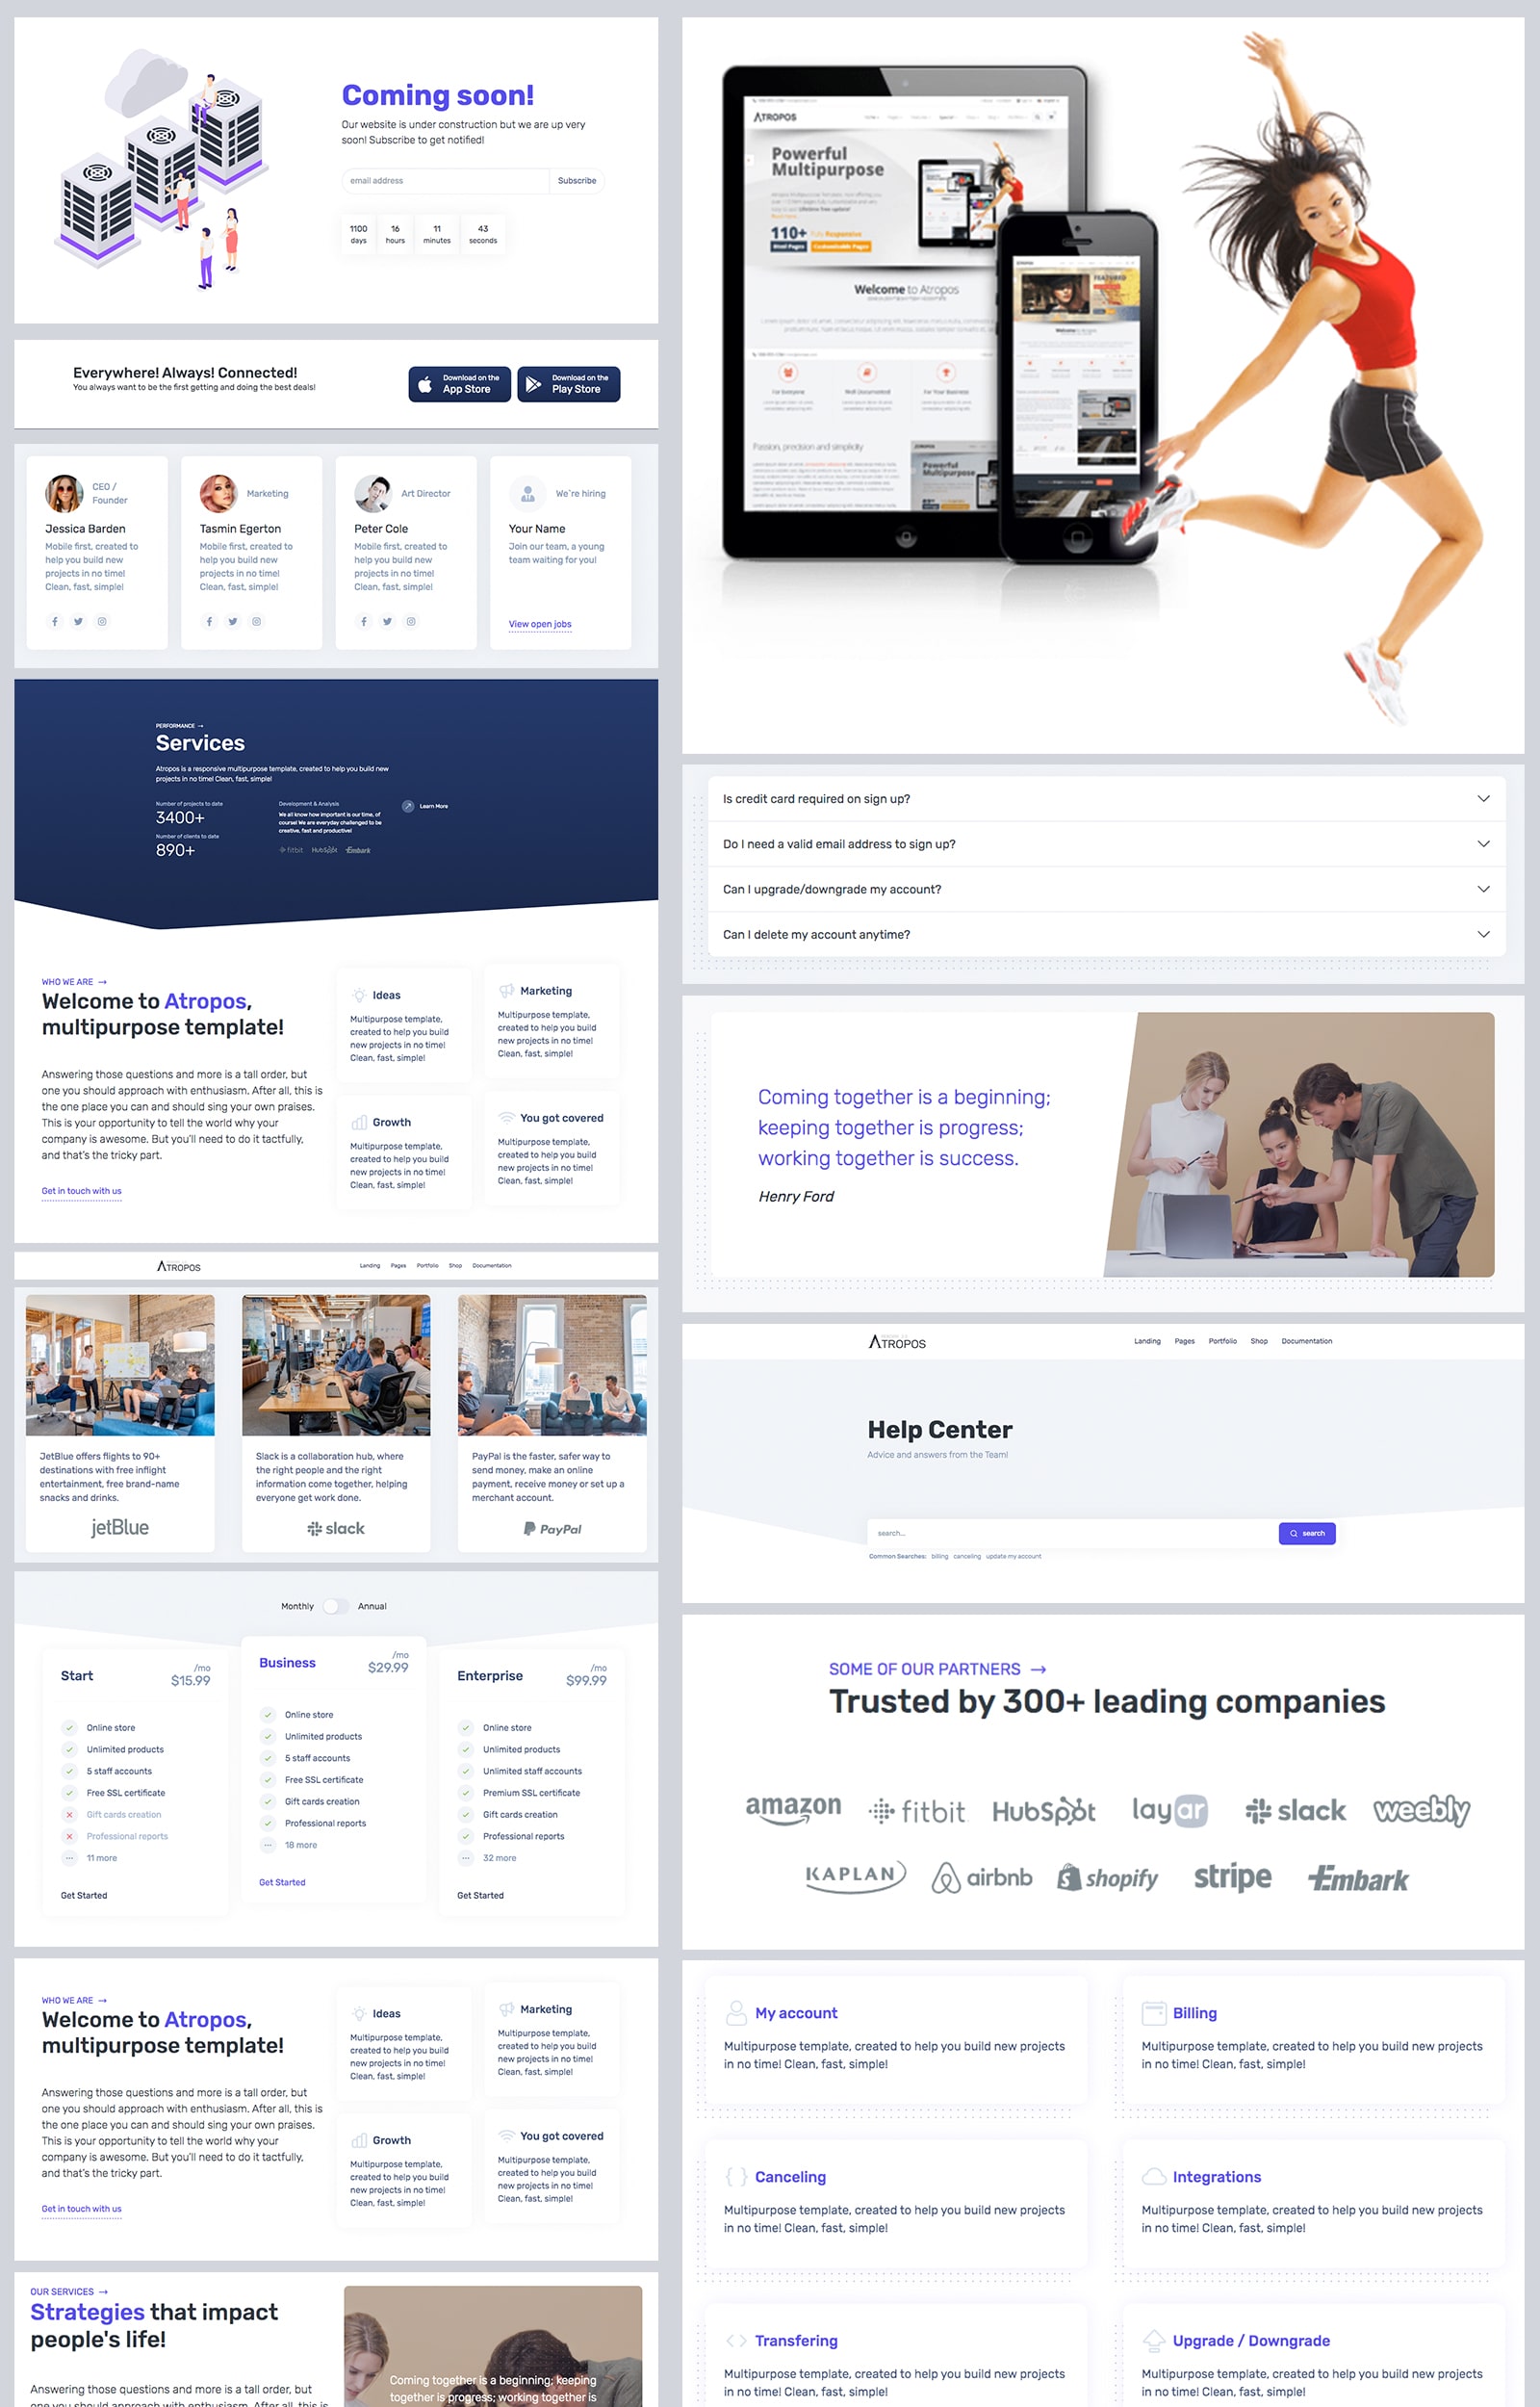 Coming soon!
Our website is under construction but we are up very
soon! Subscribe to get notified!
email address
Subscribe
1100
days
16
hours
11
minutes
43
seconds
Everywhere! Always! Connected!
You always want to be the first getting and doing the best deals!
Download on the
App Store
Download on the
Play Store
CEO /
Founder
Jessica Barden
Mobile first, created to
help you build new
projects in no time!
Clean, fast, simple!
Marketing
Tasmin Egerton
Mobile first, created to
help you build new
projects in no time!
Clean, fast, simple!
Art Director
Peter Cole
Mobile first, created to
help you build new
projects in no time!
Clean, fast, simple!
We`re hiring
Your Name
Join our team, a young
team waiting for you!
View open jobs
PERFORMANCE →
Services
Atropos is a responsive multipurpose template, created to help you build new
projects in no time! Clean, fast, simple!
Number of projects to date
3400+
Number of clients to date
890+
Development & Analysis
We all know how important is our time, of
course! We are everyday challenged to be
creative, fast and productive!
fitbit HubSpot Embark
Learn More
WHO WE ARE →
Welcome to Atropos,
multipurpose template!
Answering those questions and more is a tall order, but
one you should approach with enthusiasm. After all, this is
the one place you can and should sing your own praises.
This is your opportunity to tell the world why your
company is awesome. But you'll need to do it tactfully,
and that's the tricky part.
Get in touch with us
Ideas
Multipurpose template,
created to help you build
new projects in no time!
Clean, fast, simple!
Marketing
Multipurpose template,
created to help you build
new projects in no time!
Clean, fast, simple!
Growth
Multipurpose template,
created to help you build
new projects in no time!
Clean, fast, simple!
You got covered
Multipurpose template,
created to help you build
new projects in no time!
Clean, fast, simple!
ATROPOS
Landing Pages Portfolio Shop Documentation
JetBlue offers flights to 90+
destinations with free inflight
entertainment, free brand-name
snacks and drinks.
jetBlue
Slack is a collaboration hub, where
the right people and the right
information come together, helping
everyone get work done.
slack
PayPal is the faster, safer way to
send money, make an online
payment, receive money or set up a
merchant account.
PayPal
Monthly Annual
Start
/mo
$15.99
Online store
Unlimited products
5 staff accounts
Free SSL certificate
Gift cards creation
Professional reports
11 more
Get Started
Business
/mo
$29.99
Online store
Unlimited products
5 staff accounts
Free SSL certificate
Gift cards creation
Professional reports
18 more
Get Started
Enterprise
/mo
$99.99
Online store
Unlimited products
Unlimited staff accounts
Premium SSL certificate
Gift cards creation
Professional reports
32 more
Get Started
WHO WE ARE →
Welcome to Atropos,
multipurpose template!
Answering those questions and more is a tall order, but
one you should approach with enthusiasm. After all, this is
the one place you can and should sing your own praises.
This is your opportunity to tell the world why your
company is awesome. But you'll need to do it tactfully,
and that's the tricky part.
Get in touch with us
Ideas
Multipurpose template,
created to help you build
new projects in no time!
Clean, fast, simple!
Marketing
Multipurpose template,
created to help you build
new projects in no time!
Clean, fast, simple!
Growth
Multipurpose template,
created to help you build
new projects in no time!
Clean, fast, simple!
You got covered
Multipurpose template,
created to help you build
new projects in no time!
Clean, fast, simple!
OUR SERVICES →
Strategies that impact
people's life!
Answering those questions and more is a tall order, but
one you should approach with enthusiasm. After all, this is
Coming together is a beginning; keeping
together is progress; working together is
ATROPOS
Powerful
Multipurpose
110+ Fully Responsive
Html Pages Customizable Pages
Welcome to Atropos
For Everyone
Well Documented
For Your Business
Passion, precision and simplicity
Powerful
Multipurpose
FEATURED
Welcome to Atropos
Is credit card required on sign up?
Do I need a valid email address to sign up?
Can I upgrade/downgrade my account?
Can I delete my account anytime?
Coming together is a beginning;
keeping together is progress;
working together is success.
Henry Ford
ATROPOS
Landing Pages Portfolio Shop Documentation
Help Center
Advice and answers from the Team!
search...
search
Common Searches: billing canceling update my account
SOME OF OUR PARTNERS →
Trusted by 300+ leading companies
amazon fitbit HubSpot layar slack weebly
KAPLAN airbnb shopify stripe Embark
My account
Multipurpose template, created to help you build new projects
in no time! Clean, fast, simple!
Billing
Multipurpose template, created to help you build new projects
in no time! Clean, fast, simple!
Canceling
Multipurpose template, created to help you build new projects
in no time! Clean, fast, simple!
Integrations
Multipurpose template, created to help you build new projects
in no time! Clean, fast, simple!
Transfering
Multipurpose template, created to help you build new projects
in no time! Clean, fast, simple!
Upgrade / Downgrade
Multipurpose template, created to help you build new projects
in no time! Clean, fast, simple!